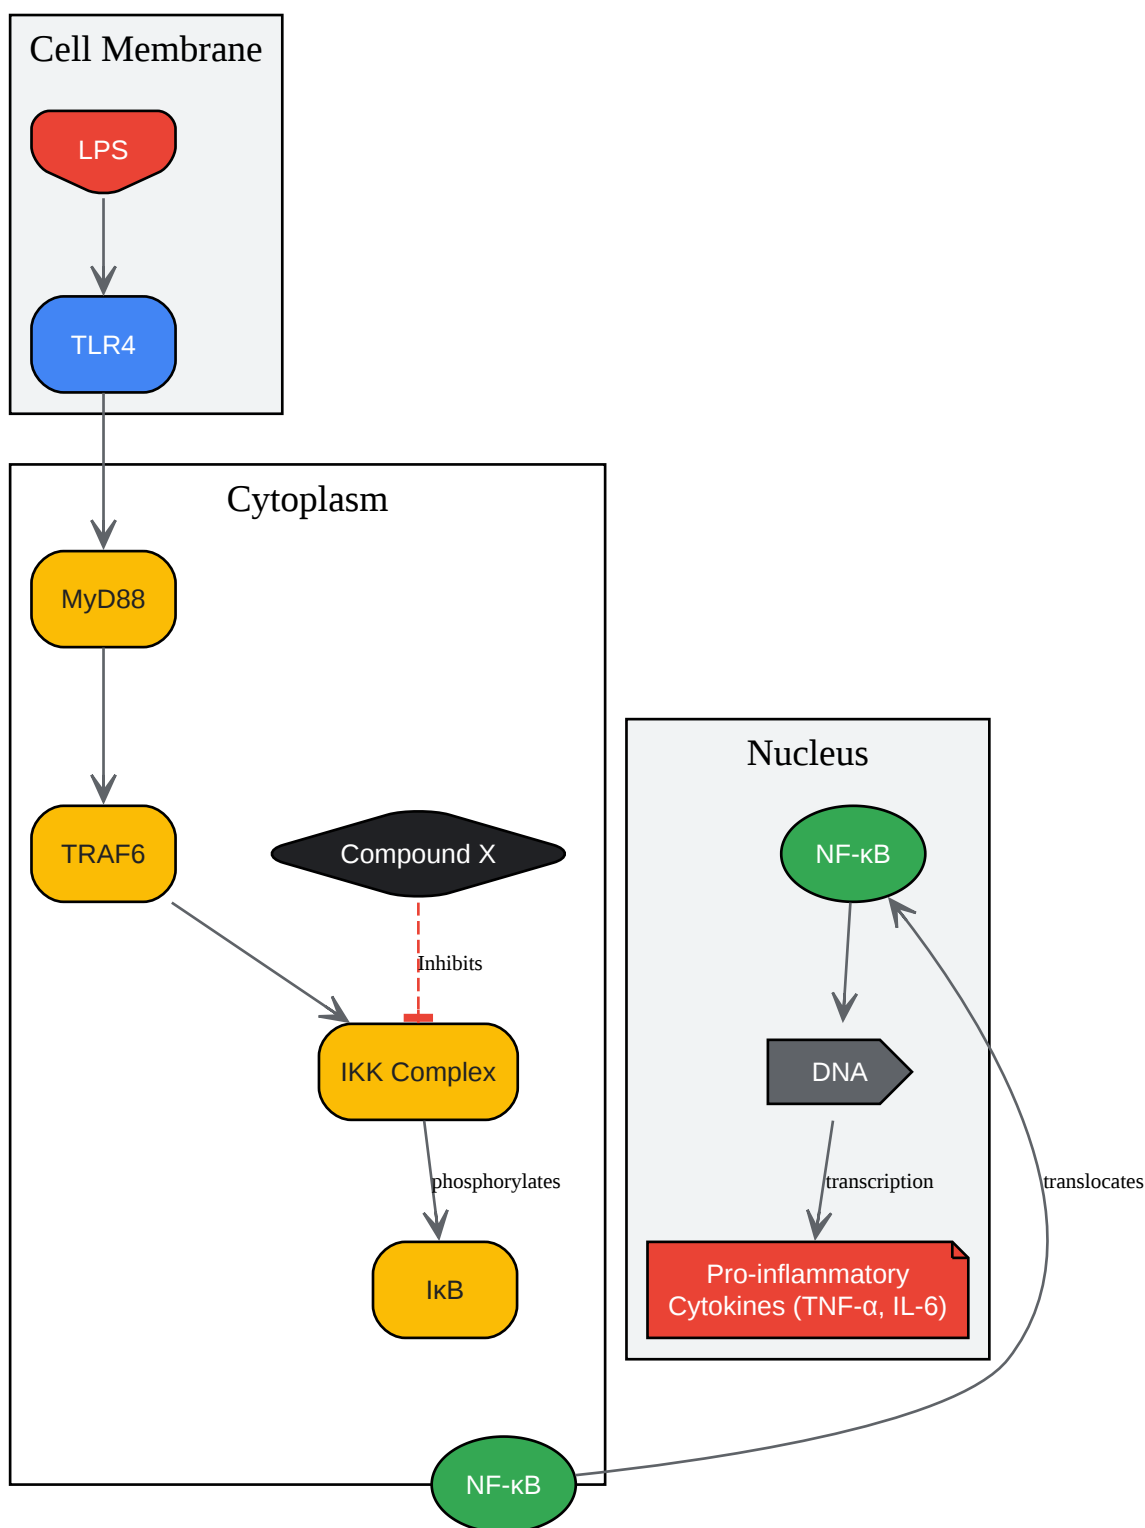 Cell Membrane
LPS
TLR4
Cytoplasm
MyD88
TRAF6
Compound X
Inhibits
IKK Complex
phosphorylates
IκB
NF-κB
Nucleus
NF-κB
DNA
transcription
translocates
Pro-inflammatory
Cytokines (TNF-α, IL-6)